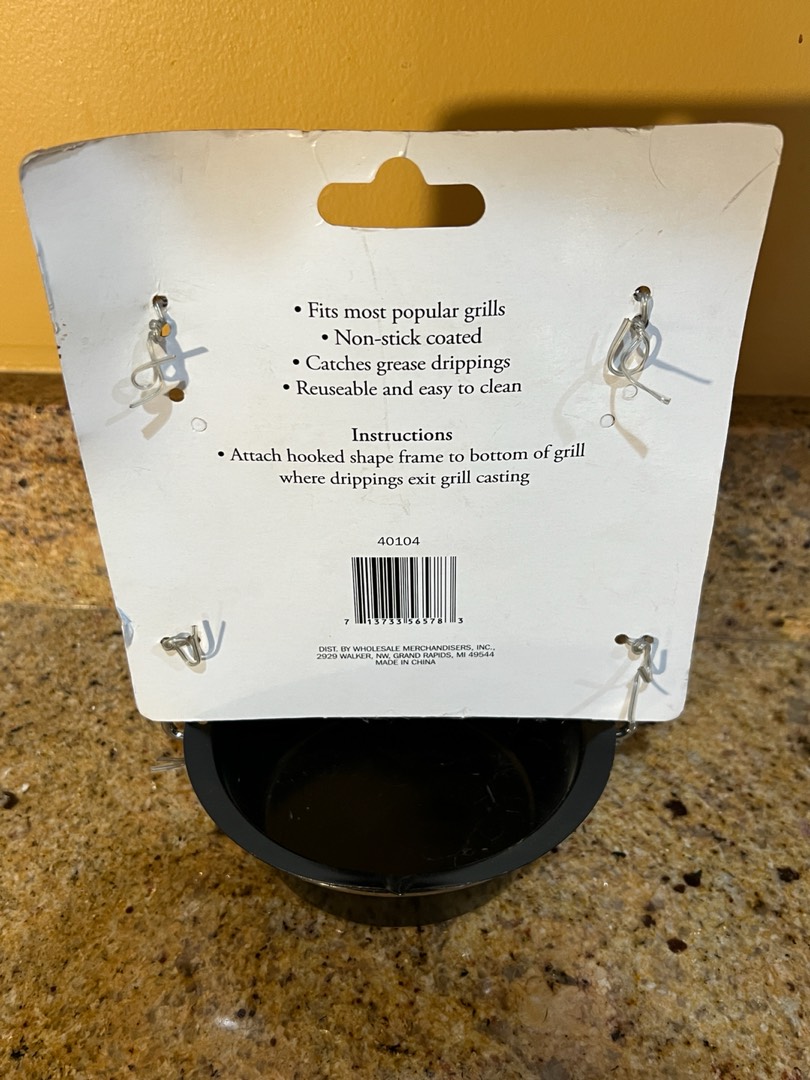 • Fits most popular grills
• Non-stick coated
• Catches grease drippings
• Reuseable and easy to clean
Instructions
• Attach hooked shape frame to bottom of grill
where drippings exit grill casting
40104
7 13733 56578 3
DIST. BY WHOLESALE MERCHANDISERS, INC.,
2929 WALKER, NW, GRAND RAPIDS, MI 49544
MADE IN CHINA